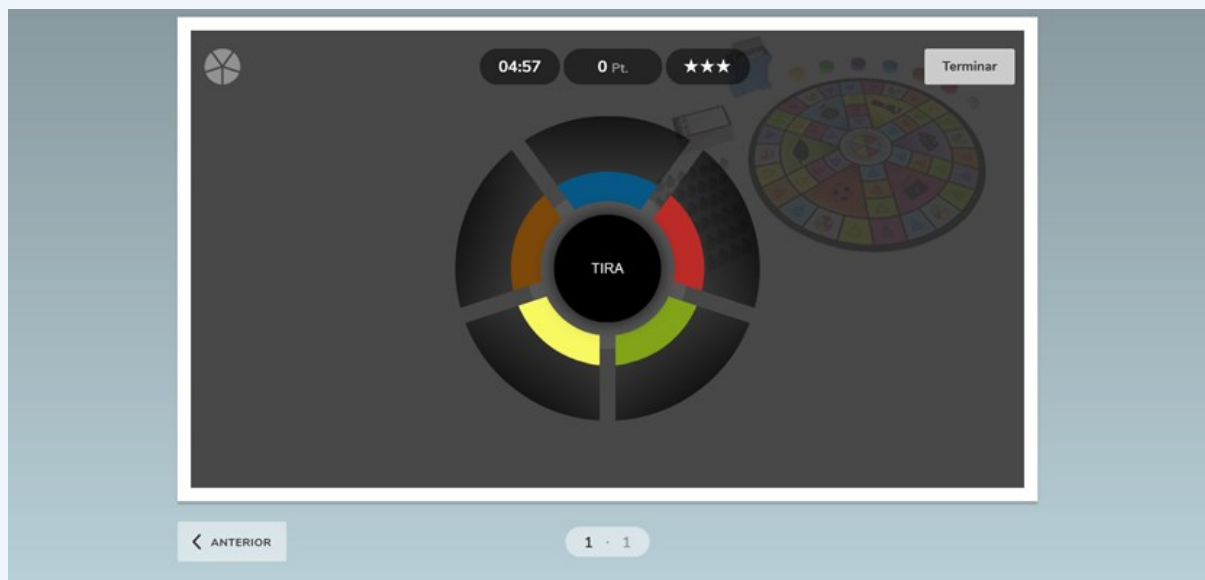 04:57
0 Pt.
★★★
Terminar
TIRA
ANTERIOR
1 · 1